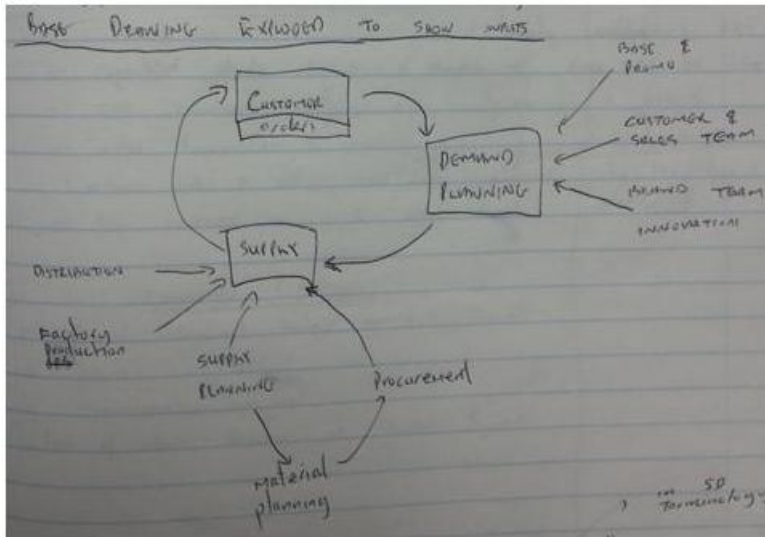 BASE DRAWING EXPLODED TO SHOW INPUTS
BASE &
PROMO
CUSTOMER
orders
CUSTOMER &
SALES TEAM
DEMAND
PLANNING
BRAND TEAM
INNOVATION
SUPPLY
DISTRIBUTION
Factory
Production
SUPPLY
PLANNING
Procurement
Material
planning
SD
Terminology